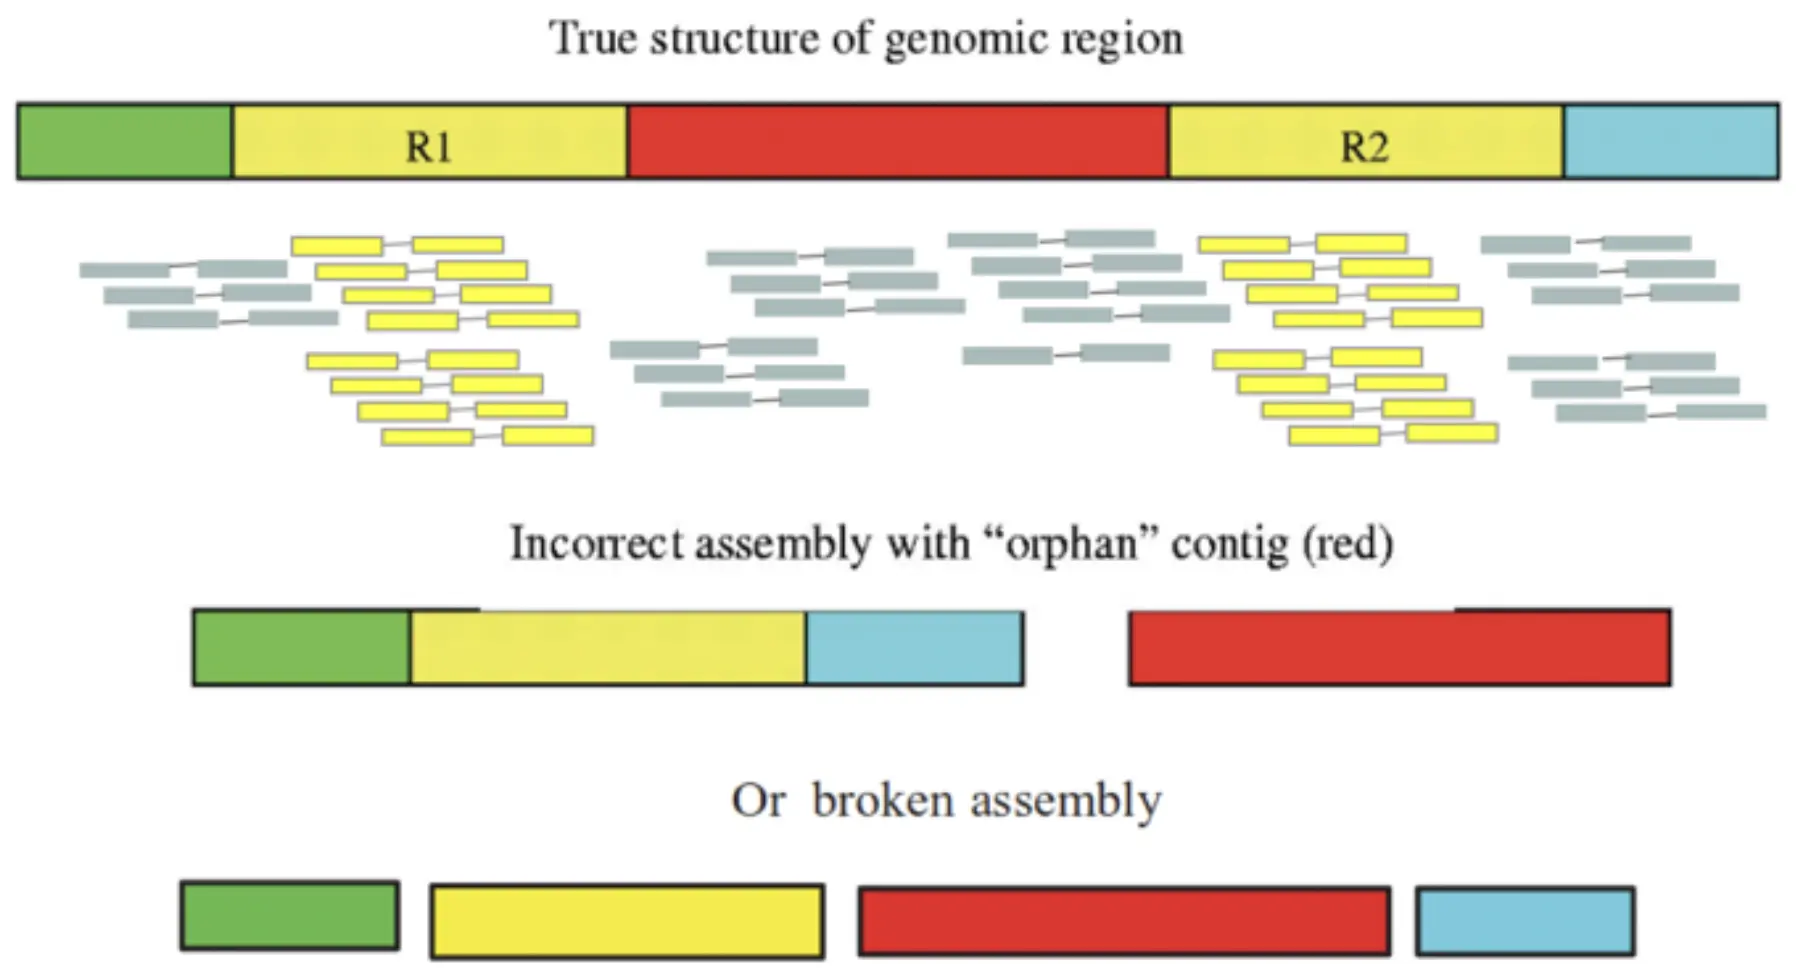 True structure of genomic region
R1
R2
Incorrect assembly with “orphan” contig (red)
Or broken assembly